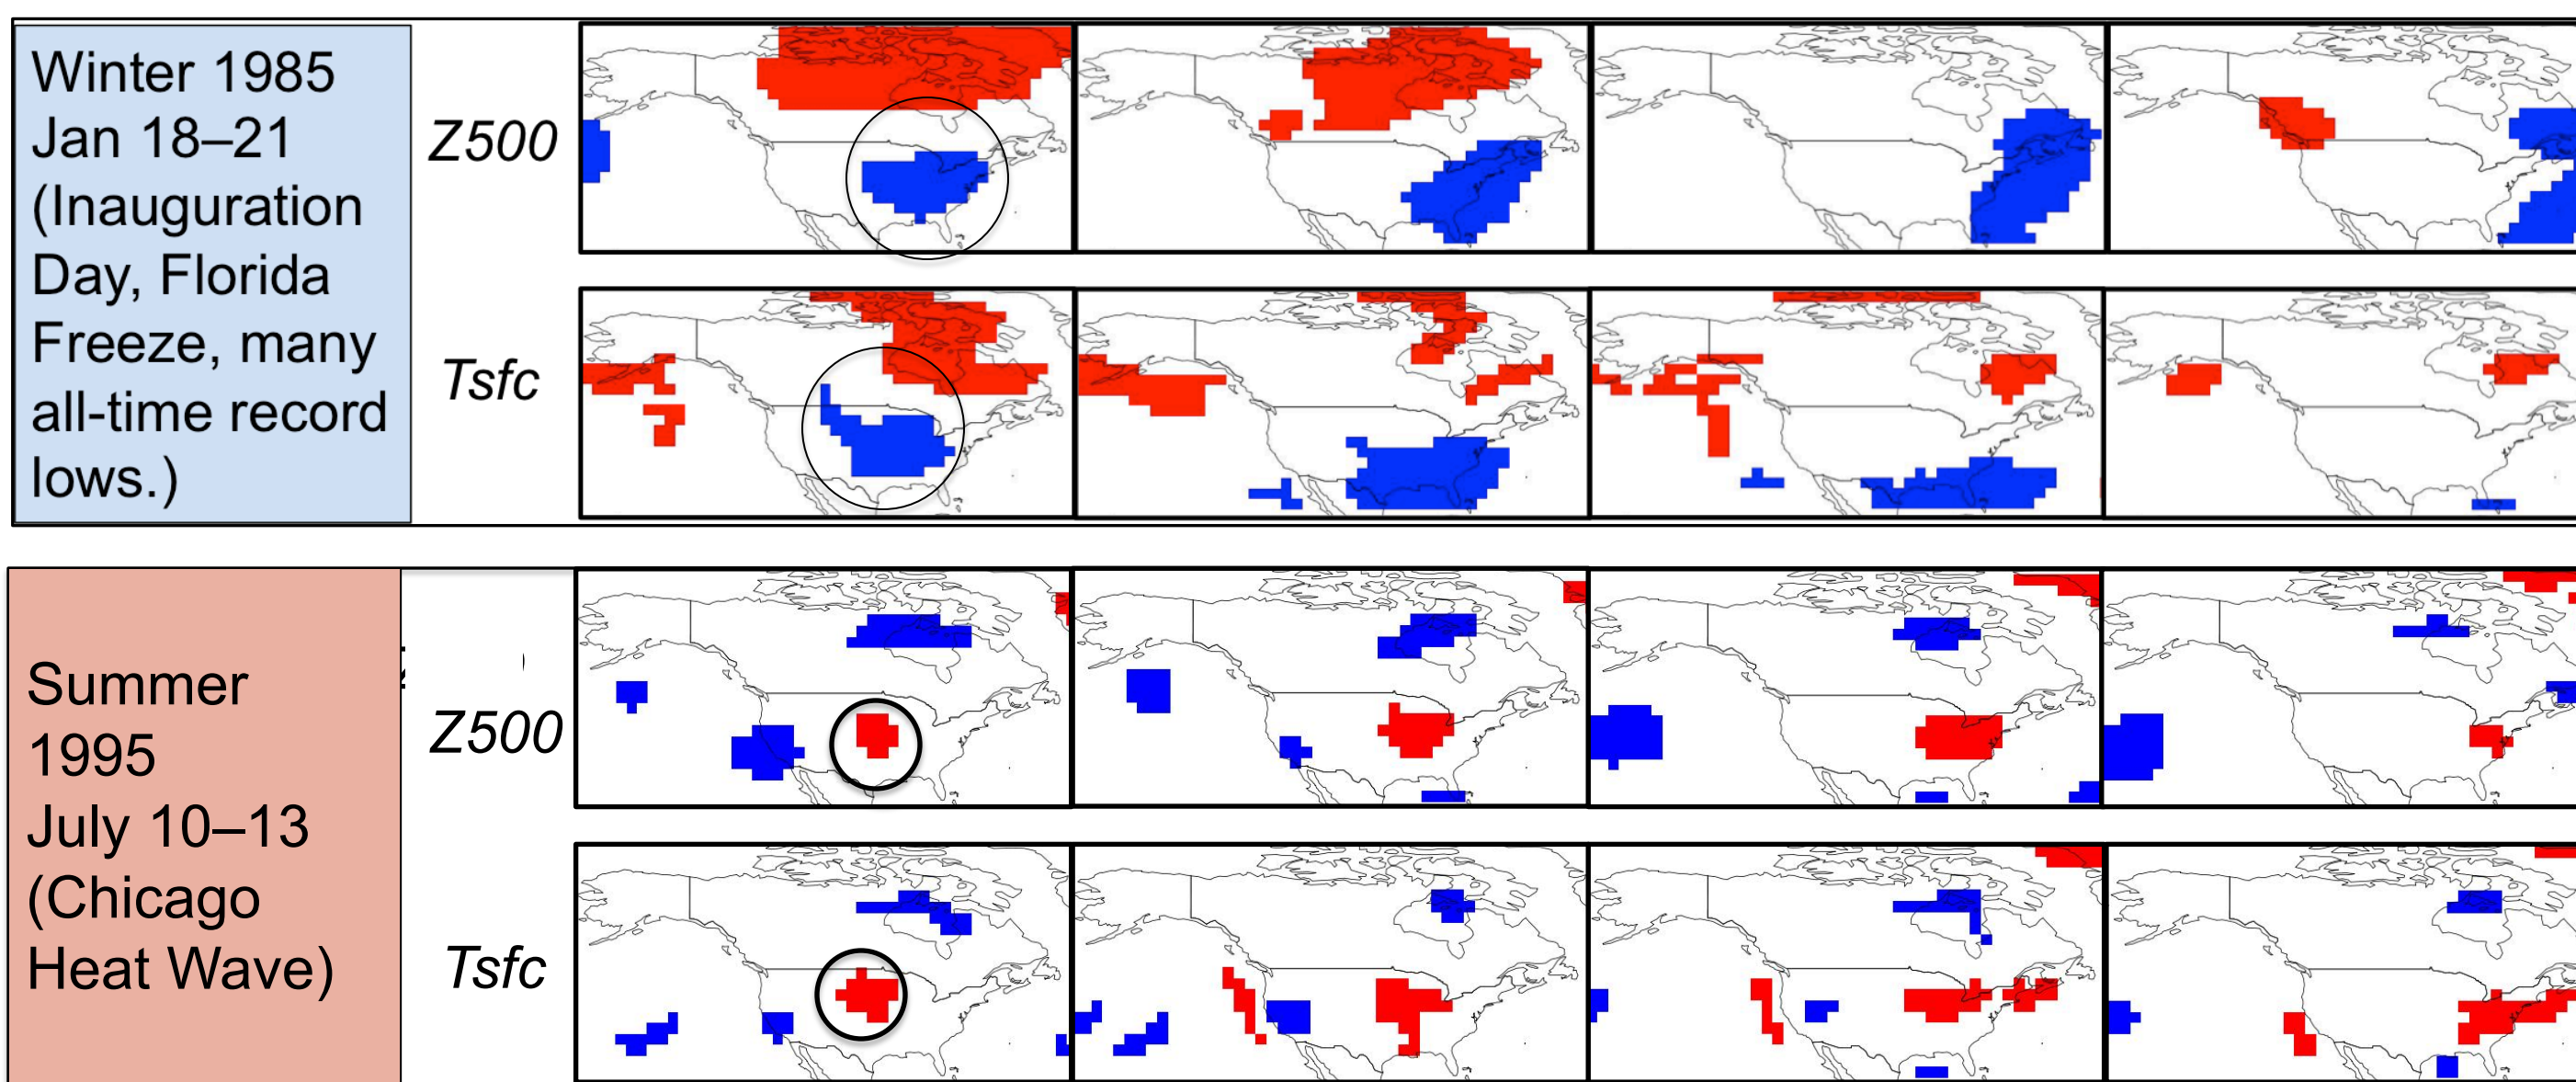 Winter 1985
Jan 18–21
(Inauguration
Day, Florida
Freeze, many
all-time record
lows.)
Z500
Tsfc
Summer
1995
July 10–13
(Chicago
Heat Wave)
Z500
Tsfc